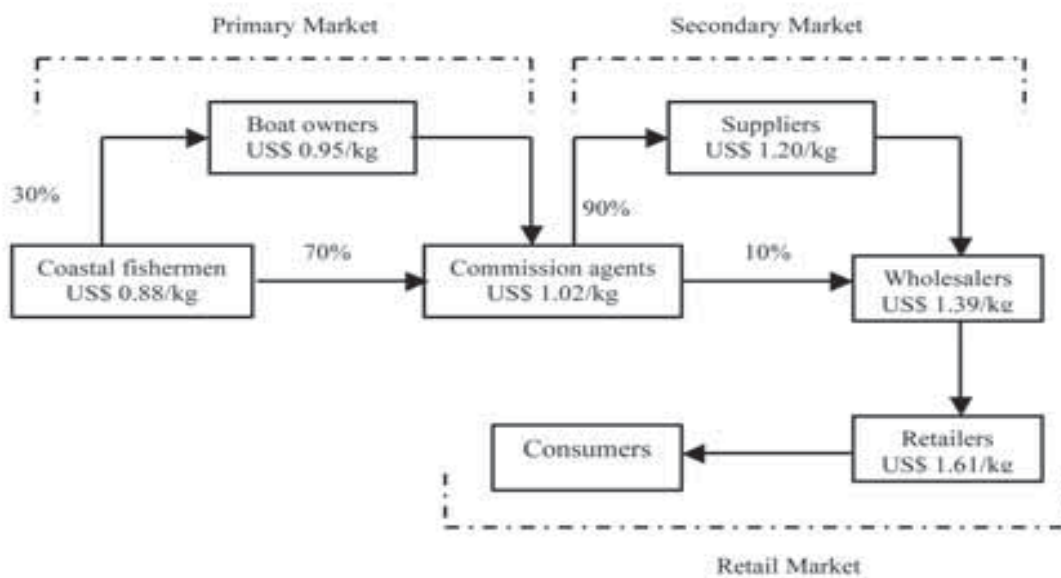 Primary Market
Secondary Market
Boat owners
US$ 0.95/kg
Suppliers
US$ 1.20/kg
30%
90%
Coastal fishermen
US$ 0.88/kg
70%
Commission agents
US$ 1.02/kg
10%
Wholesalers
US$ 1.39/kg
Consumers
Retailers
US$ 1.61/kg
Retail Market